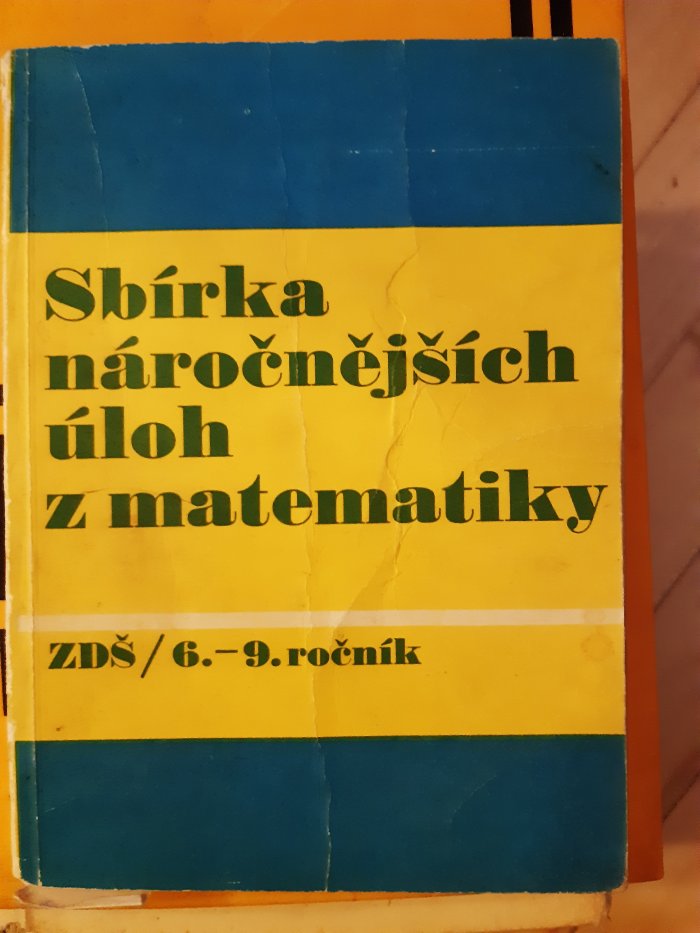 Sbírka
náročnějších
úloh
z matematiky
ZDŠ/6.–9. ročník